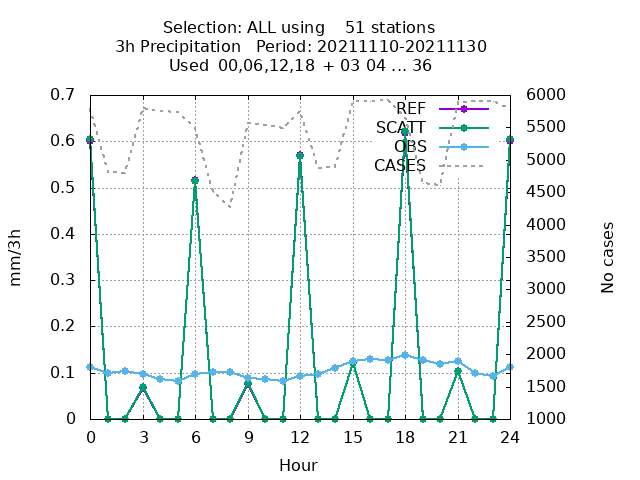 Selection: ALL using 51 stations
3h Precipitation Period: 20211110-20211130
Used 00,06,12,18 + 03 04 ... 36
0.7
0.6
0.5
0.4
0.3
0.2
0.1
0
mm/3h
REF
SCATT
OBS
CASES
6000
5500
5000
4500
4000
3500
3000
2500
2000
1500
1000
No cases
0 3 6 9 12 15 18 21 24
Hour